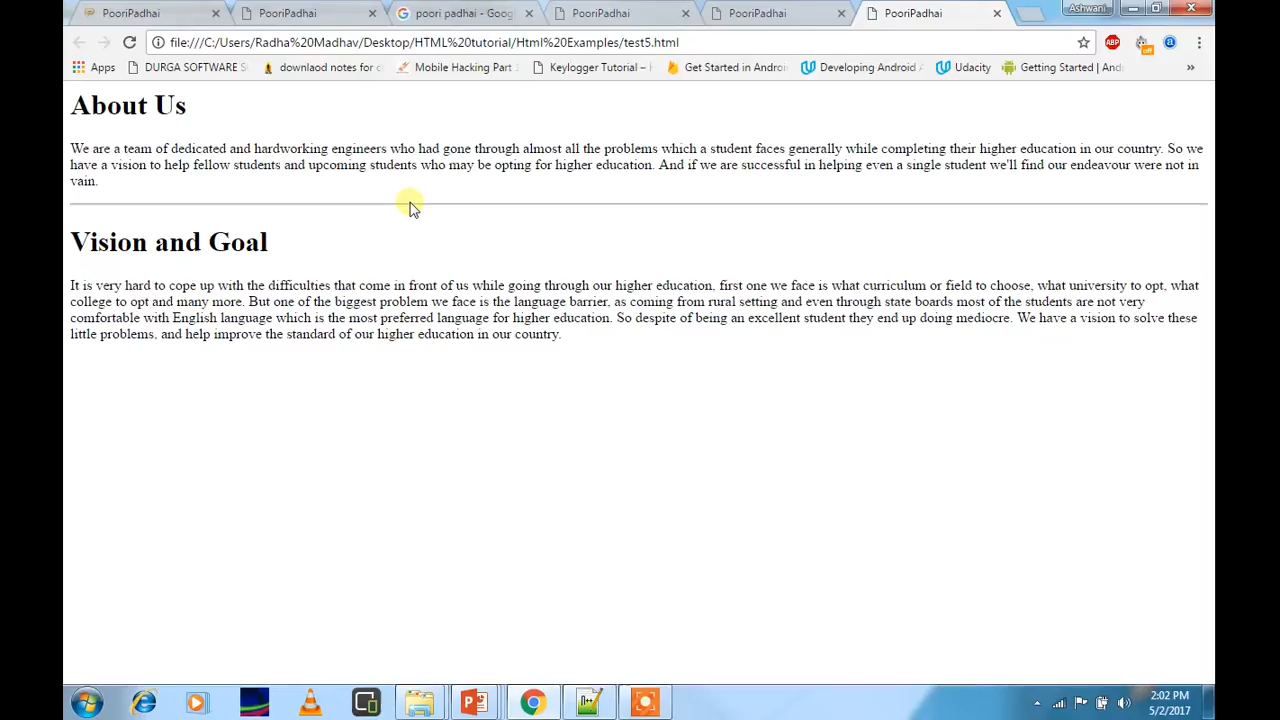 PooriPadhai
PooriPadhai
poori padhai - Goog
PooriPadhai
PooriPadhai
PooriPadhai
Ashwani
file:///C:/Users/Radha%20Madhav/Desktop/HTML%20tutorial/Html%20Examples/test5.html
ABP
off
Apps
DURGA SOFTWARE S
downlaod notes for c
Mobile Hacking Part
Keylogger Tutorial –
Get Started in Androi
Developing Android
Udacity
Getting Started | And
»
About Us
We are a team of dedicated and hardworking engineers who had gone through almost all the problems which a student faces generally while completing their higher education in our country. So we
have a vision to help fellow students and upcoming students who may be opting for higher education. And if we are successful in helping even a single student we'll find our endeavour were not in
vain.
Vision and Goal
It is very hard to cope up with the difficulties that come in front of us while going through our higher education, first one we face is what curriculum or field to choose, what university to opt, what
college to opt and many more. But one of the biggest problem we face is the language barrier, as coming from rural setting and even through state boards most of the students are not very
comfortable with English language which is the most preferred language for higher education. So despite of being an excellent student they end up doing mediocre. We have a vision to solve these
little problems, and help improve the standard of our higher education in our country.
2:02 PM
5/2/2017